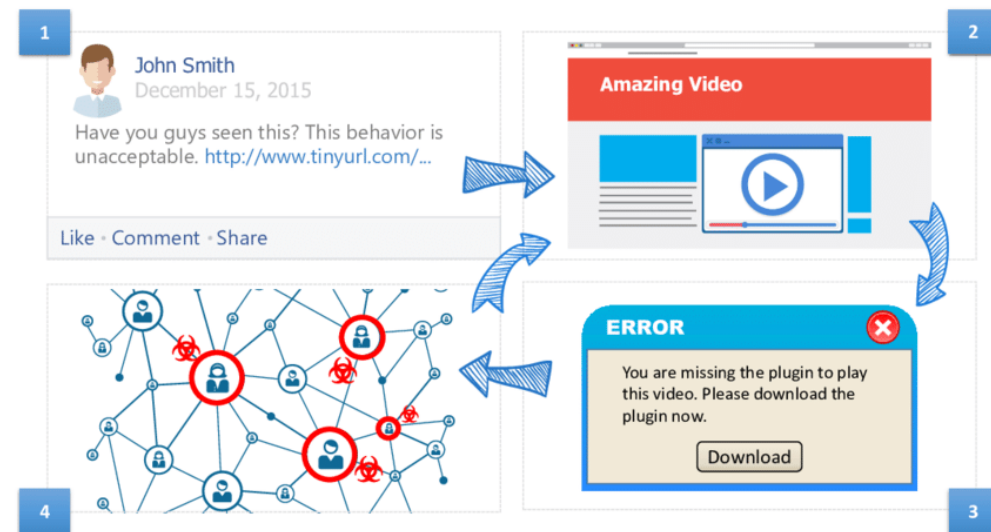 1
John Smith
December 15, 2015
Have you guys seen this? This behavior is
unacceptable. http://www.tinyurl.com/...
Like • Comment • Share
2
Amazing Video
ERROR
You are missing the plugin to play
this video. Please download the
plugin now.
Download
3
4